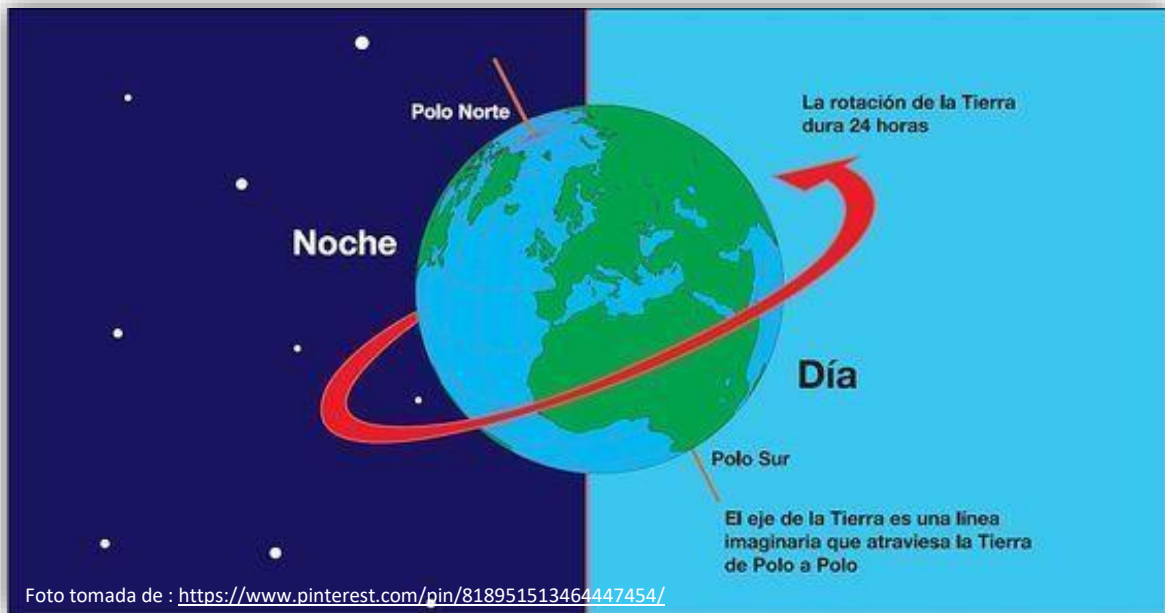 Polo Norte
La rotación de la Tierra
dura 24 horas
Noche
Día
Polo Sur
El eje de la Tierra es una línea
imaginaria que atraviesa la Tierra
de Polo a Polo
Foto tomada de : https://www.pinterest.com/pin/818951513464447454/